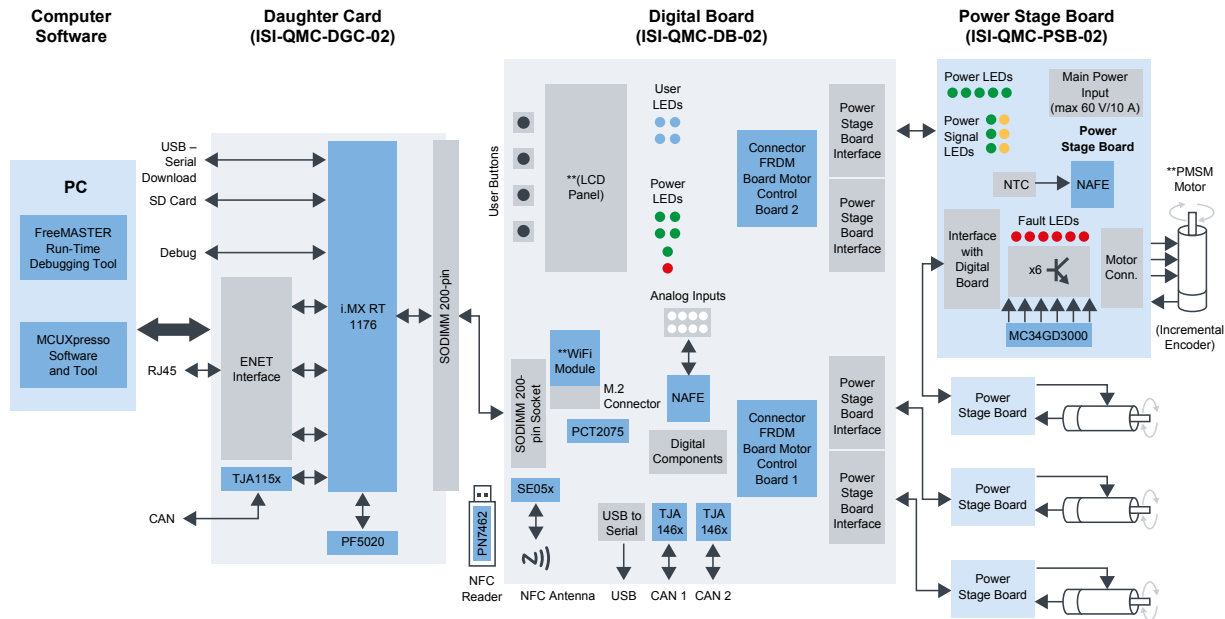 Computer
Software
Daughter Card
(ISI-QMC-DGC-02)
Digital Board
(ISI-QMC-DB-02)
Power Stage Board
(ISI-QMC-PSB-02)
PC
FreeMASTER
Run-Time
Debugging Tool
MCUXpresso
Software
and Tool
USB –
Serial
Download
SD Card
Debug
RJ45
CAN
ENET
Interface
TJA115x
i.MX RT
1176
PF5020
SODIMM 200-pin
User Buttons
**(LCD
Panel)
User
LEDs
Power
LEDs
Analog Inputs
Connector
FRDM
Board Motor
Control
Board 2
Power
Stage
Board
Interface
Power
Stage
Board
Interface
SODIMM 200-
pin Socket
**WiFi
Module
M.2
Connector
PCT2075
NAFE
Digital
Components
Connector
FRDM
Board Motor
Control
Board 1
Power
Stage
Board
Interface
Power
Stage
Board
Interface
SE05x
PN7462
NFC
Reader
NFC Antenna
USB to
Serial
TJA
146x
TJA
146x
USB
CAN 1
CAN 2
Power LEDs
Main Power
Input
(max 60 V/10 A)
Power
Signal
LEDs
Power
Stage Board
NTC
NAFE
Interface
with
Digital
Board
Fault LEDs
x6
Motor
Conn.
MC34GD3000
**PMSM
Motor
(Incremental
Encoder)
Power
Stage Board
Power
Stage Board
Power
Stage Board